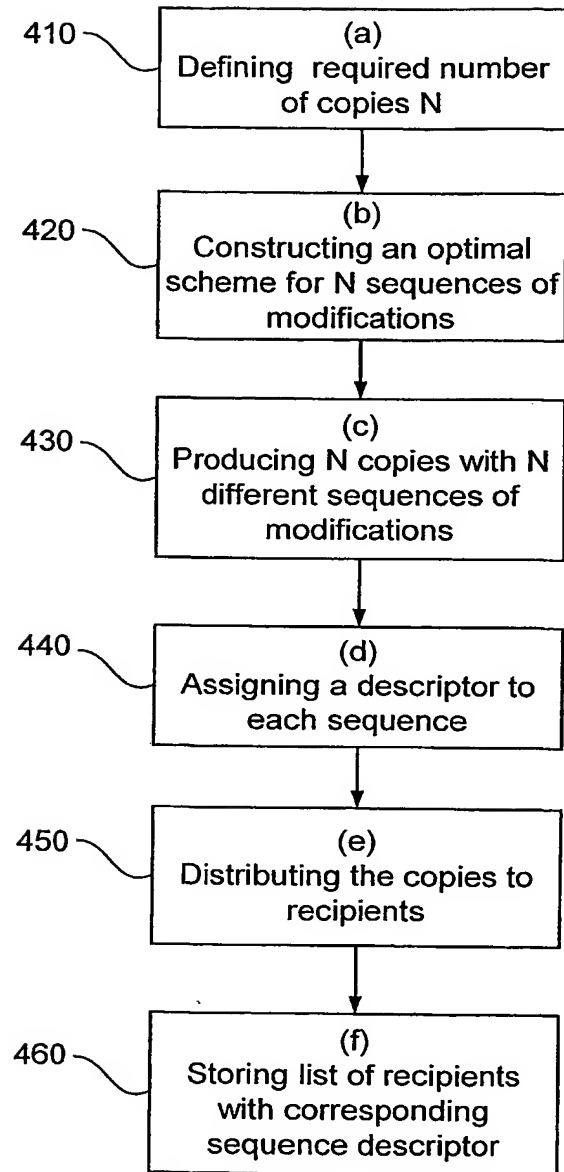 410
(a)
Defining required number
of copies N
420
(b)
Constructing an optimal
scheme for N sequences of
modifications
430
(c)
Producing N copies with N
different sequences of
modifications
440
(d)
Assigning a descriptor to
each sequence
450
(e)
Distributing the copies to
recipients
460
(f)
Storing list of recipients
with corresponding
sequence descriptor